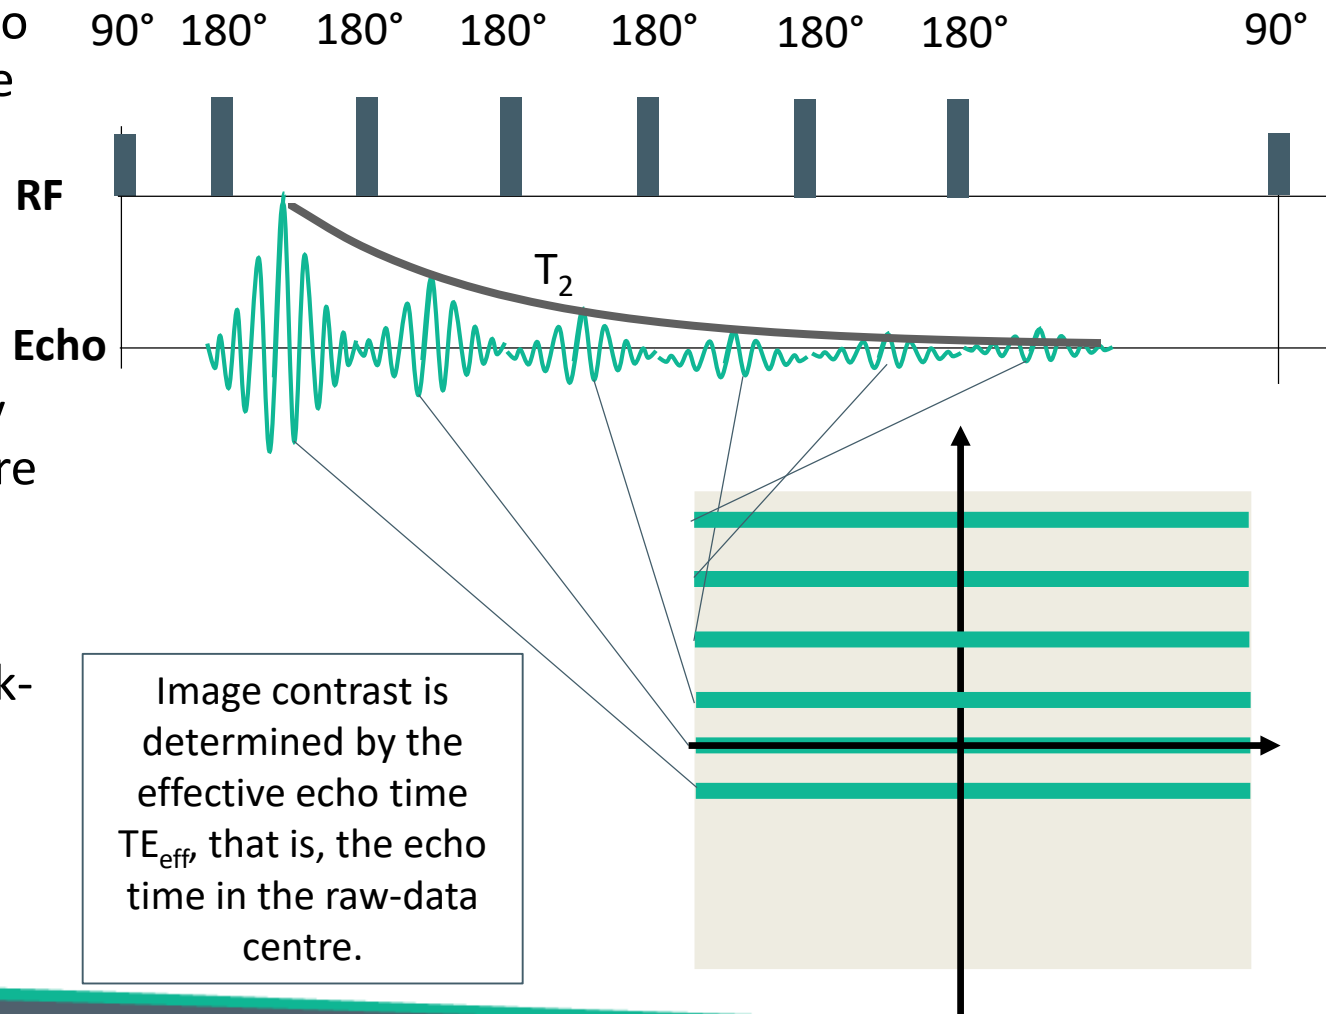 o
90° 180° 180° 180° 180° 180° 180° 90°
e
RF
T₂
Echo
re
k-
Image contrast is
determined by the
effective echo time
TEeff, that is, the echo
time in the raw-data
centre.